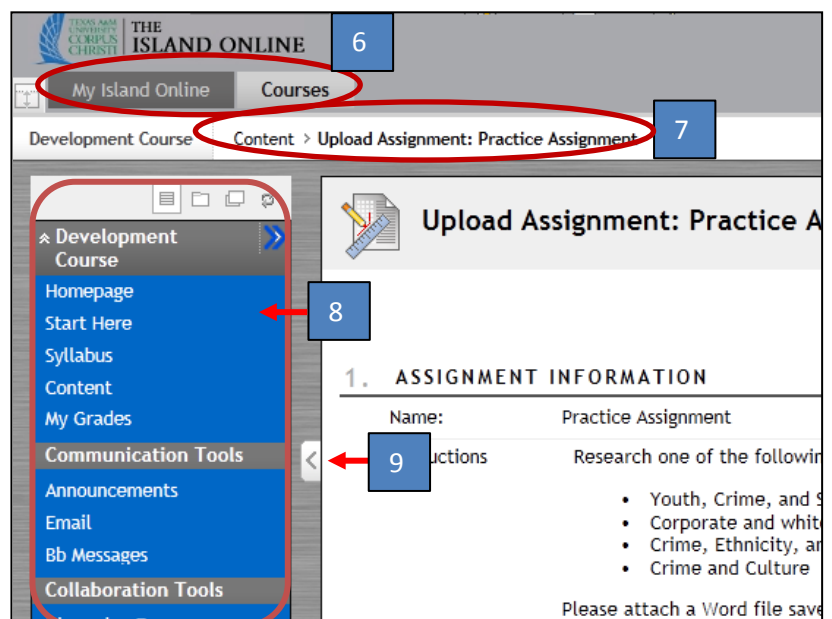 TEXAS A&M
UNIVERSITY
CORPUS
CHRISTI
THE
ISLAND ONLINE
6
My Island Online Courses
7
Development Course Content > Upload Assignment: Practice Assignment
Development
Course
Homepage
Start Here
Syllabus
Content
My Grades
Communication Tools
Announcements
Email
Bb Messages
Collaboration Tools
8
9
Upload Assignment: Practice A
1. ASSIGNMENT INFORMATION
Name: Practice Assignment
uctions Research one of the followin
• Youth, Crime, and S
• Corporate and white
• Crime, Ethnicity, an
• Crime and Culture
Please attach a Word file save